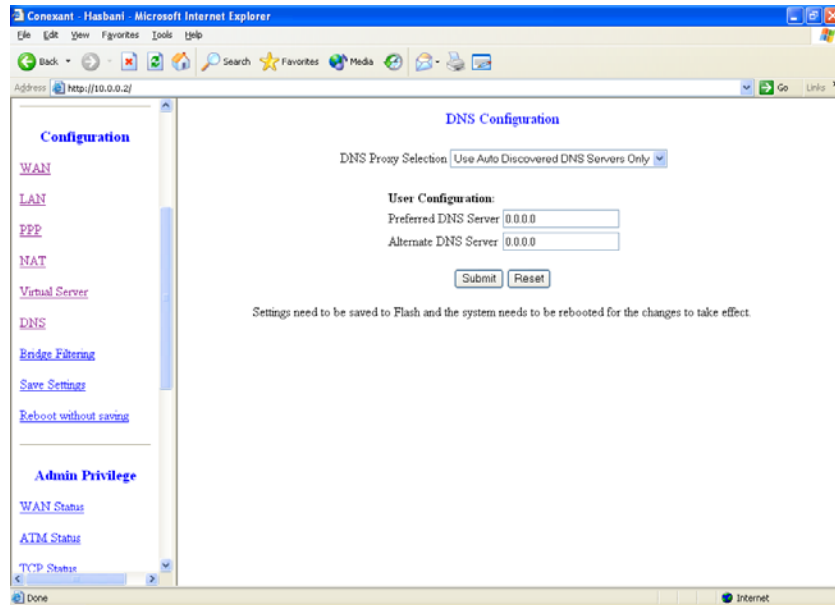 Conexant - Hasbani - Microsoft Internet Explorer
File Edit View Favorites Tools Help
Back Search Favorites Media
Address http://10.0.0.2/ Go Links
Configuration
WAN
LAN
PPP
NAT
Virtual Server
DNS
Bridge Filtering
Save Settings
Reboot without saving
Admin Privilege
WAN Status
ATM Status
TCP Status
DNS Configuration
DNS Proxy Selection Use Auto Discovered DNS Servers Only
User Configuration:
Preferred DNS Server 0.0.0.0
Alternate DNS Server 0.0.0.0
Submit Reset
Settings need to be saved to Flash and the system needs to be rebooted for the changes to take effect.
Done Internet